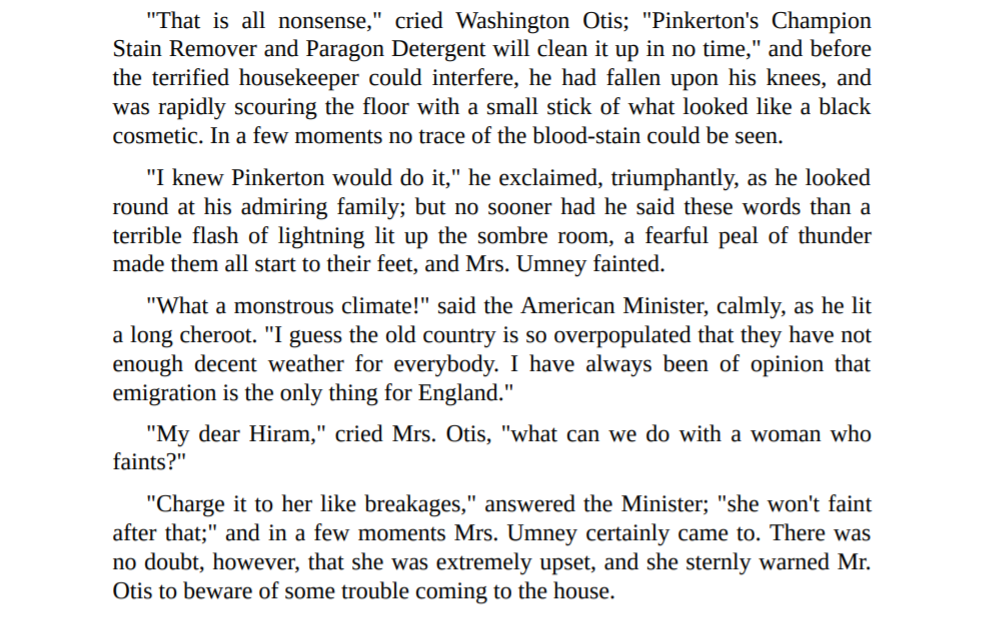 "That is all nonsense," cried Washington Otis; "Pinkerton's Champion
Stain Remover and Paragon Detergent will clean it up in no time," and before
the terrified housekeeper could interfere, he had fallen upon his knees, and
was rapidly scouring the floor with a small stick of what looked like a black
cosmetic. In a few moments no trace of the blood-stain could be seen.
"I knew Pinkerton would do it," he exclaimed, triumphantly, as he looked
round at his admiring family; but no sooner had he said these words than a
terrible flash of lightning lit up the sombre room, a fearful peal of thunder
made them all start to their feet, and Mrs. Umney fainted.
"What a monstrous climate!" said the American Minister, calmly, as he lit
a long cheroot. "I guess the old country is so overpopulated that they have not
enough decent weather for everybody. I have always been of opinion that
emigration is the only thing for England."
"My dear Hiram," cried Mrs. Otis, "what can we do with a woman who
faints?"
"Charge it to her like breakages," answered the Minister; "she won't faint
after that;" and in a few moments Mrs. Umney certainly came to. There was
no doubt, however, that she was extremely upset, and she sternly warned Mr.
Otis to beware of some trouble coming to the house.